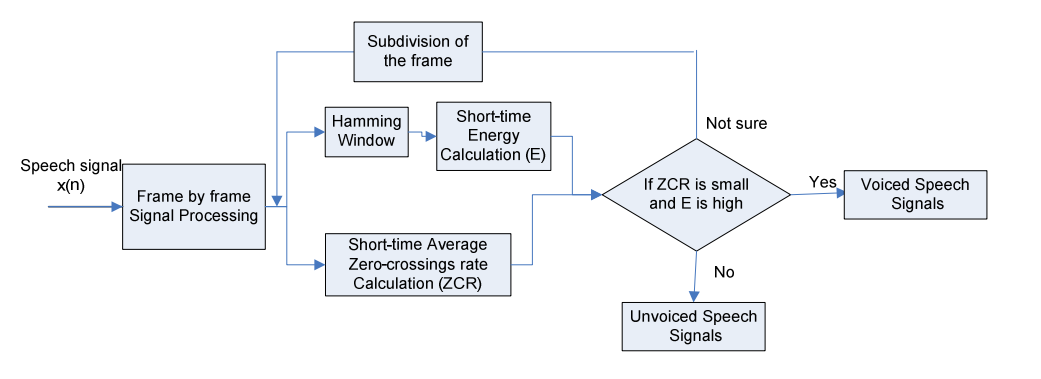 Subdivision of
the frame
Hamming
Window
Short-time
Energy
Calculation (E)
Not sure
Speech signal
x(n)
Frame by frame
Signal Processing
If ZCR is small
and E is high
Yes
Voiced Speech
Signals
Short-time Average
Zero-crossings rate
Calculation (ZCR)
No
Unvoiced Speech
Signals